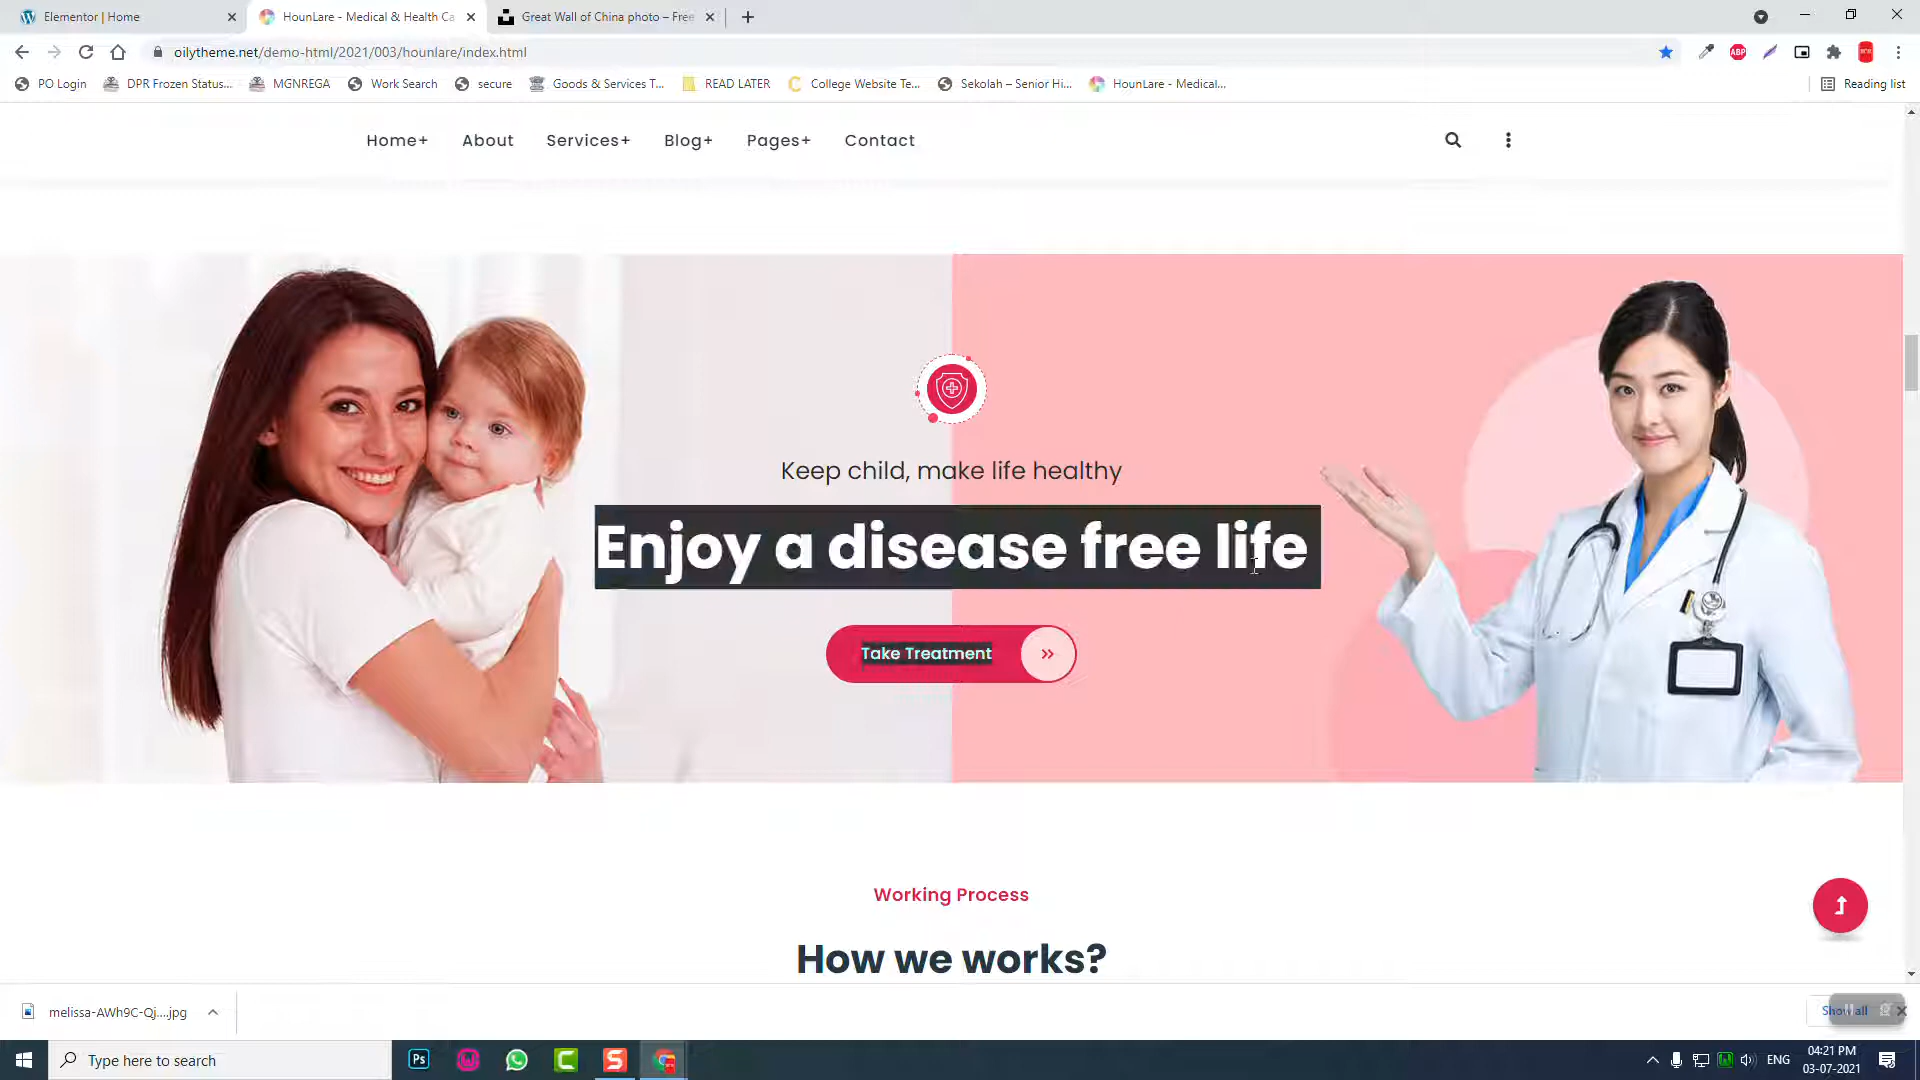 Elementor | Home
HounLare - Medical & Health Ca
Great Wall of China photo – Free
oilytheme.net/demo-html/2021/003/hounlare/index.html
ABP
PO Login
DPR Frozen Status...
MGNREGA
Work Search
secure
Goods & Services T...
READ LATER
College Website Te...
Sekolah – Senior Hi...
HounLare - Medical...
Reading list
Home+
About
Services+
Blog+
Pages+
Contact
Keep child, make life healthy
Enjoy a disease free life
Take Treatment
Working Process
How we works?
melissa-AWh9C-Qj....jpg
Show all
Type here to search
Ps
ENG
04:21 PM
03-07-2021